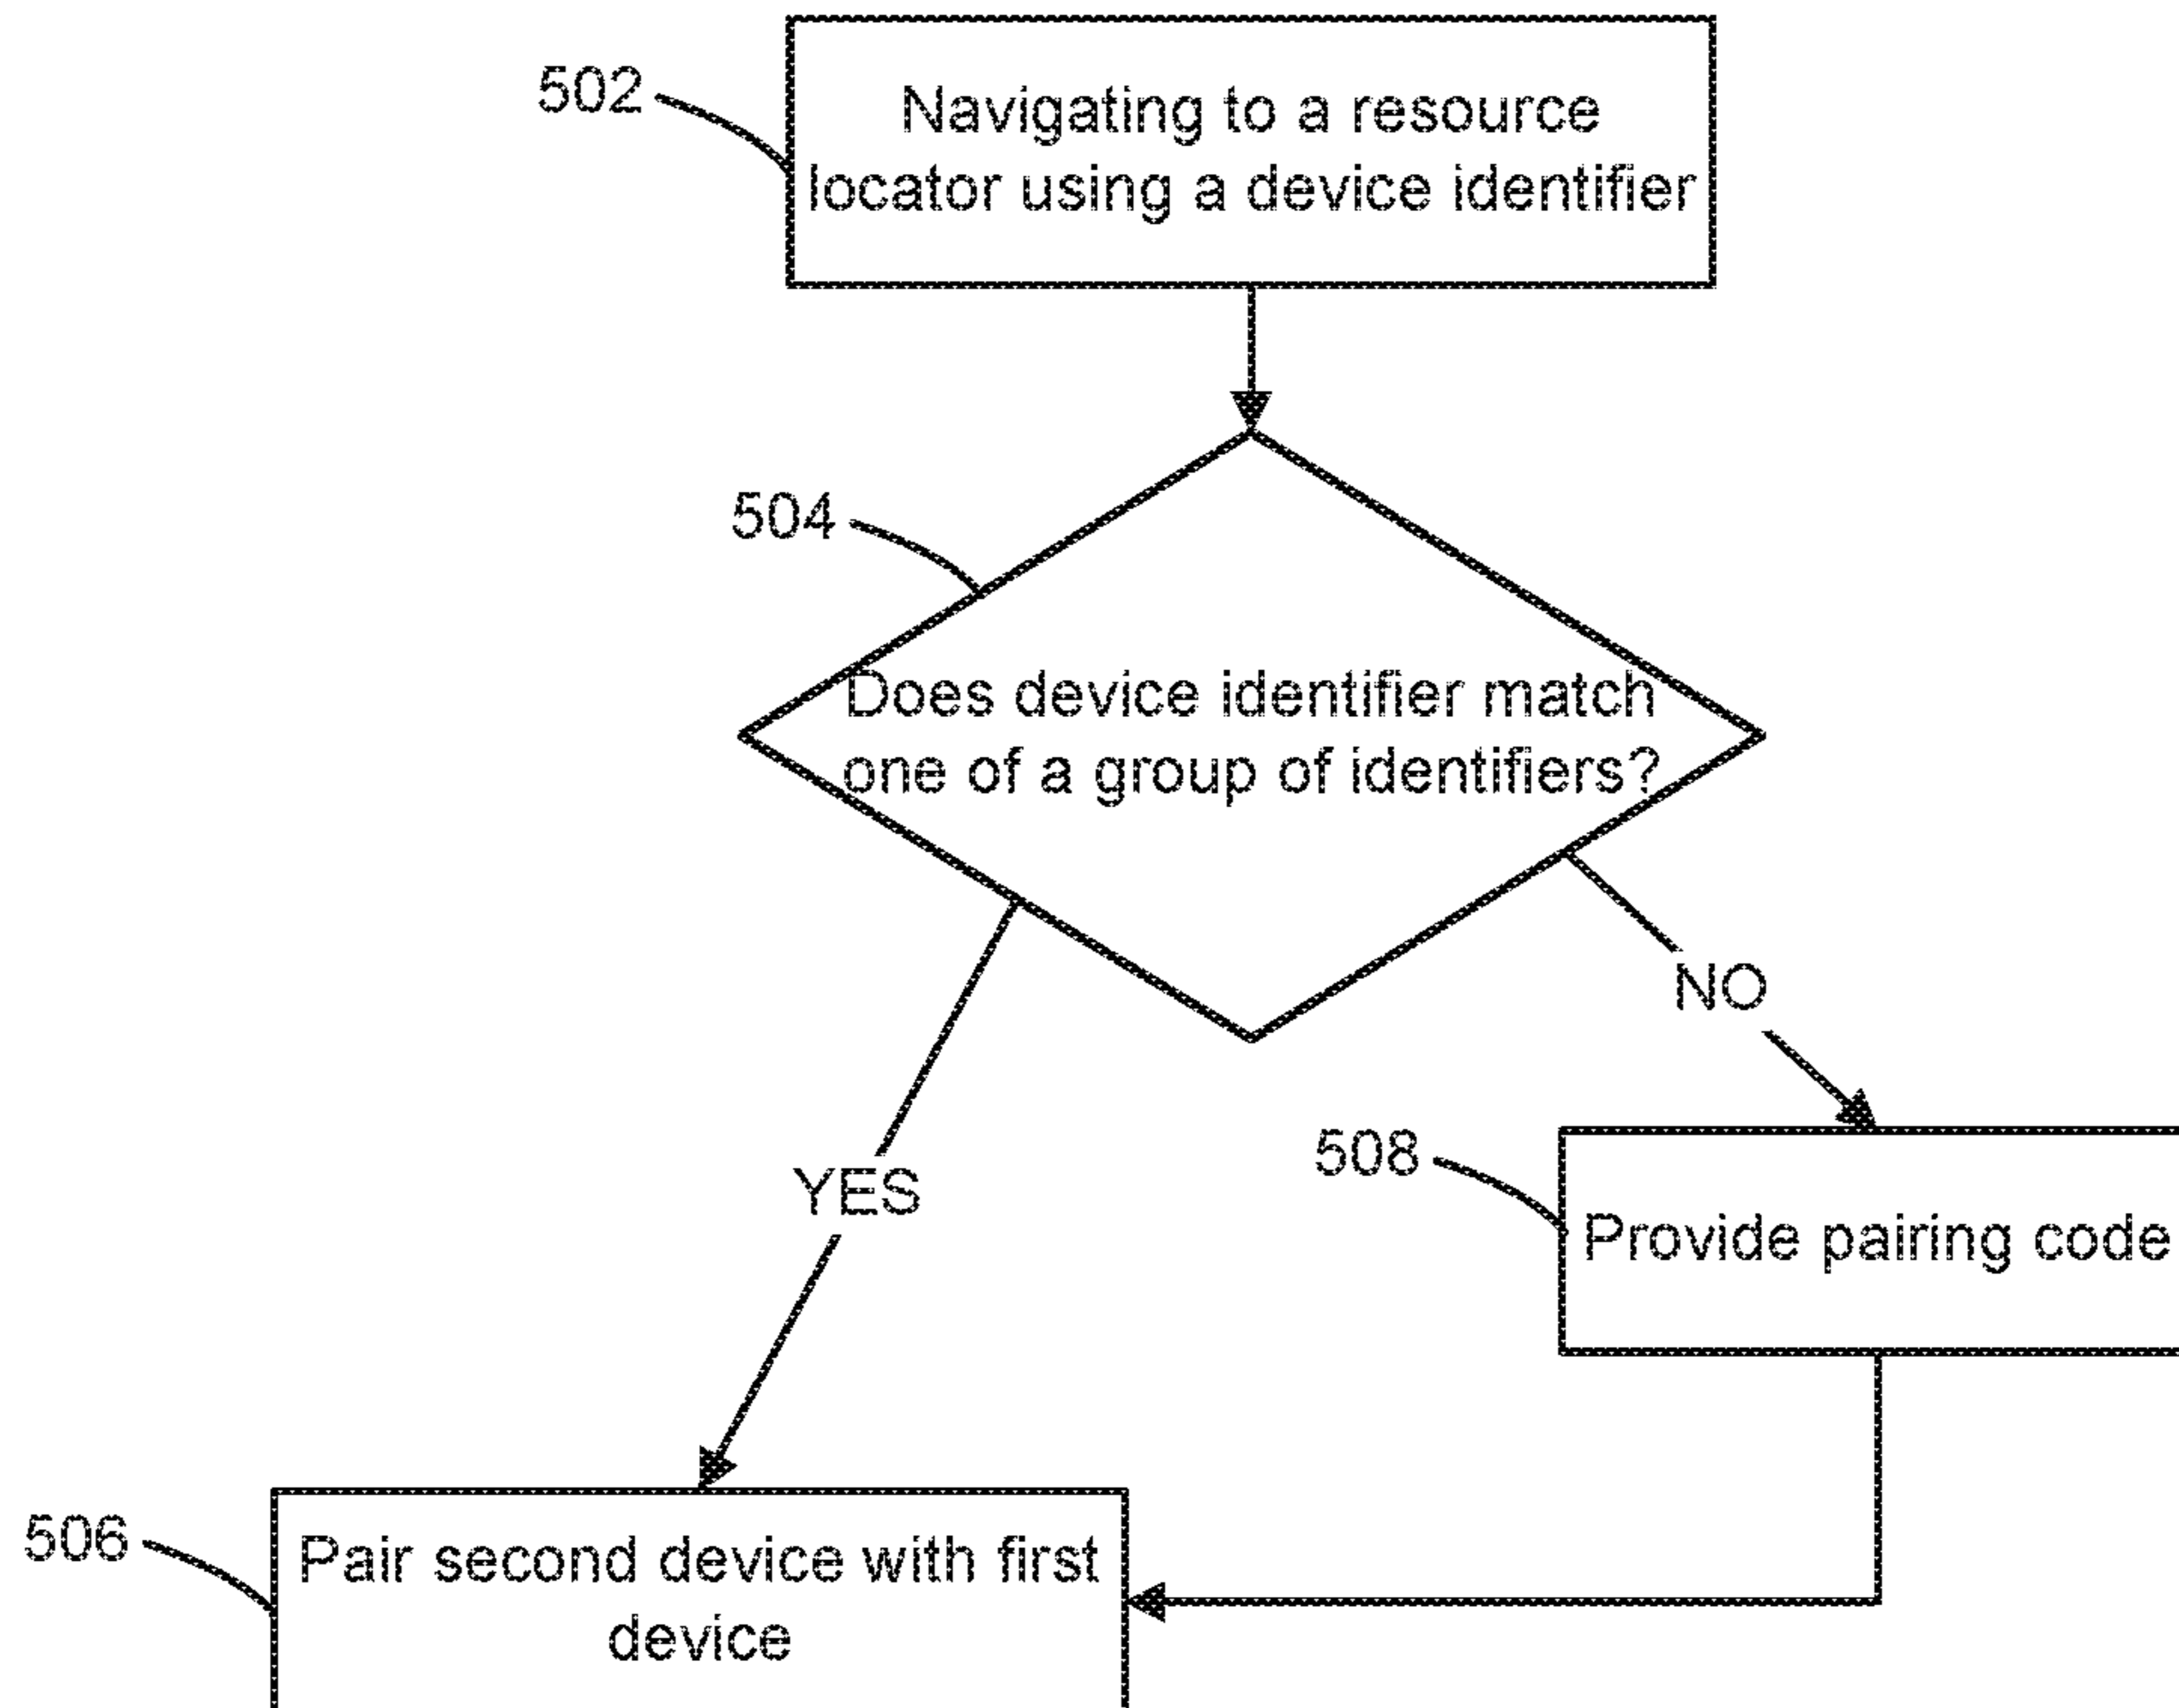 502
Navigating to a resource
locator using a device identifier
504
Does device identifier match
one of a group of identifiers?
NO
YES
508
Provide pairing code
506
Pair second device with first
device